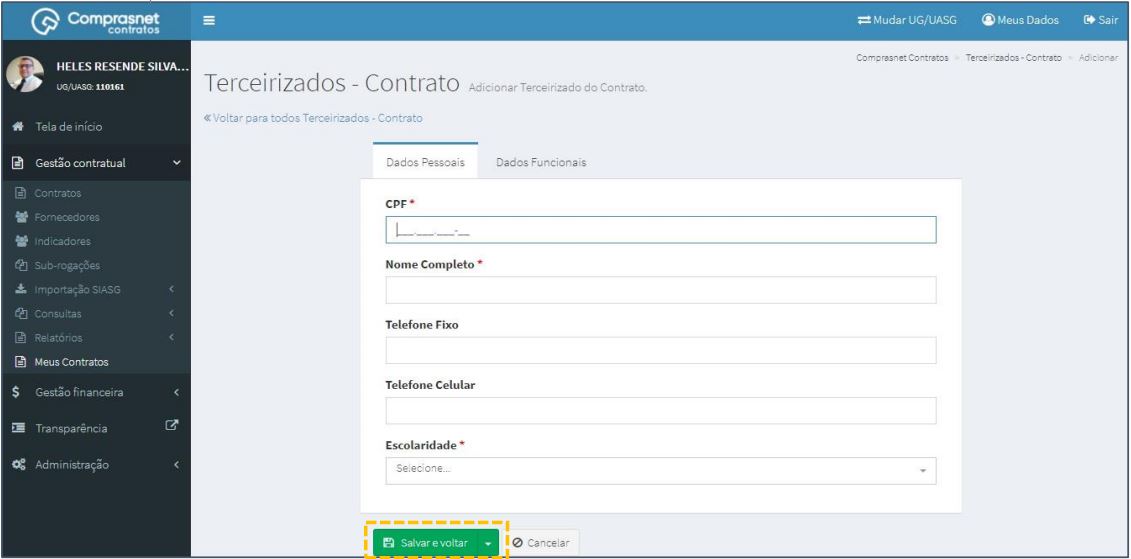 Comprasnet
contratos
Mudar UG/UASG
Meus Dados
Sair
HELES RESENDE SILVA...
UG/UASG: 110161
Comprasnet Contratos > Terceirizados - Contrato > Adicionar
Terceirizados - Contrato Adicionar Terceirizado do Contrato.
« Voltar para todos Terceirizados - Contrato
Tela de início
Gestão contratual
Contratos
Fornecedores
Indicadores
Sub-rogações
Importação SIASG
Consultas
Relatórios
Meus Contratos
Gestão financeira
Transparência
Administração
Dados Pessoais
Dados Funcionais
CPF *
___.___.___-__
Nome Completo *
Telefone Fixo
Telefone Celular
Escolaridade *
Selecione...
Salvar e voltar
Cancelar